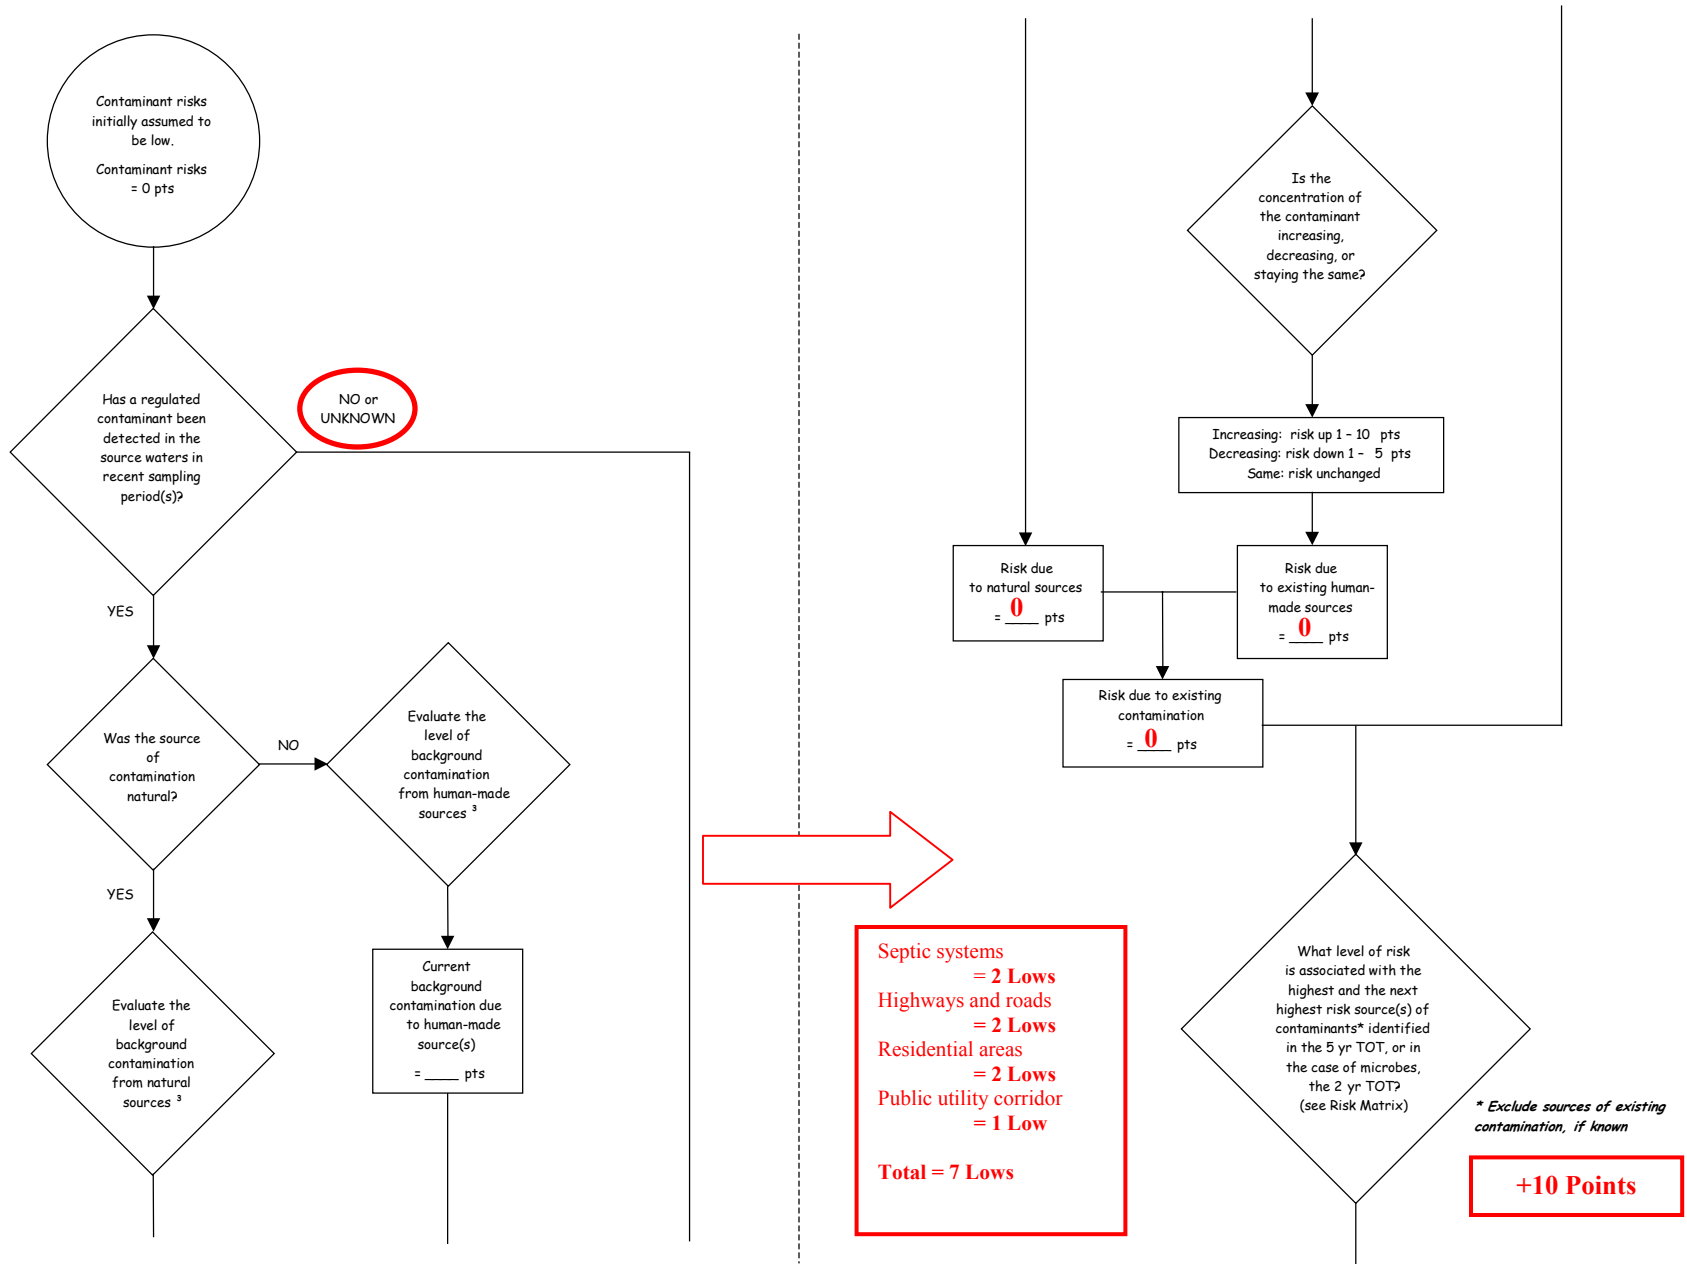 Contaminant risks
initially assumed to
be low.
Contaminant risks
= 0 pts
Has a regulated
contaminant been
detected in the
source waters in
recent sampling
period(s)?
NO or
UNKNOWN
YES
Was the source
of
contamination
natural?
NO
Evaluate the
level of
background
contamination
from human-made
sources ³
YES
Evaluate the
level of
background
contamination
from natural
sources ³
Current
background
contamination due
to human-made
source(s)
= ____ pts
Is the
concentration of
the contaminant
increasing,
decreasing, or
staying the same?
Increasing: risk up 1 – 10 pts
Decreasing: risk down 1 – 5 pts
Same: risk unchanged
Risk due
to natural sources
= 0 pts
Risk due
to existing human-
made sources
= 0 pts
Risk due to existing
contamination
= 0 pts
Septic systems
= 2 Lows
Highways and roads
= 2 Lows
Residential areas
= 2 Lows
Public utility corridor
= 1 Low
Total = 7 Lows
What level of risk
is associated with the
highest and the next
highest risk source(s) of
contaminants* identified
in the 5 yr TOT, or in
the case of microbes,
the 2 yr TOT?
(see Risk Matrix)
* Exclude sources of existing
contamination, if known
+10 Points